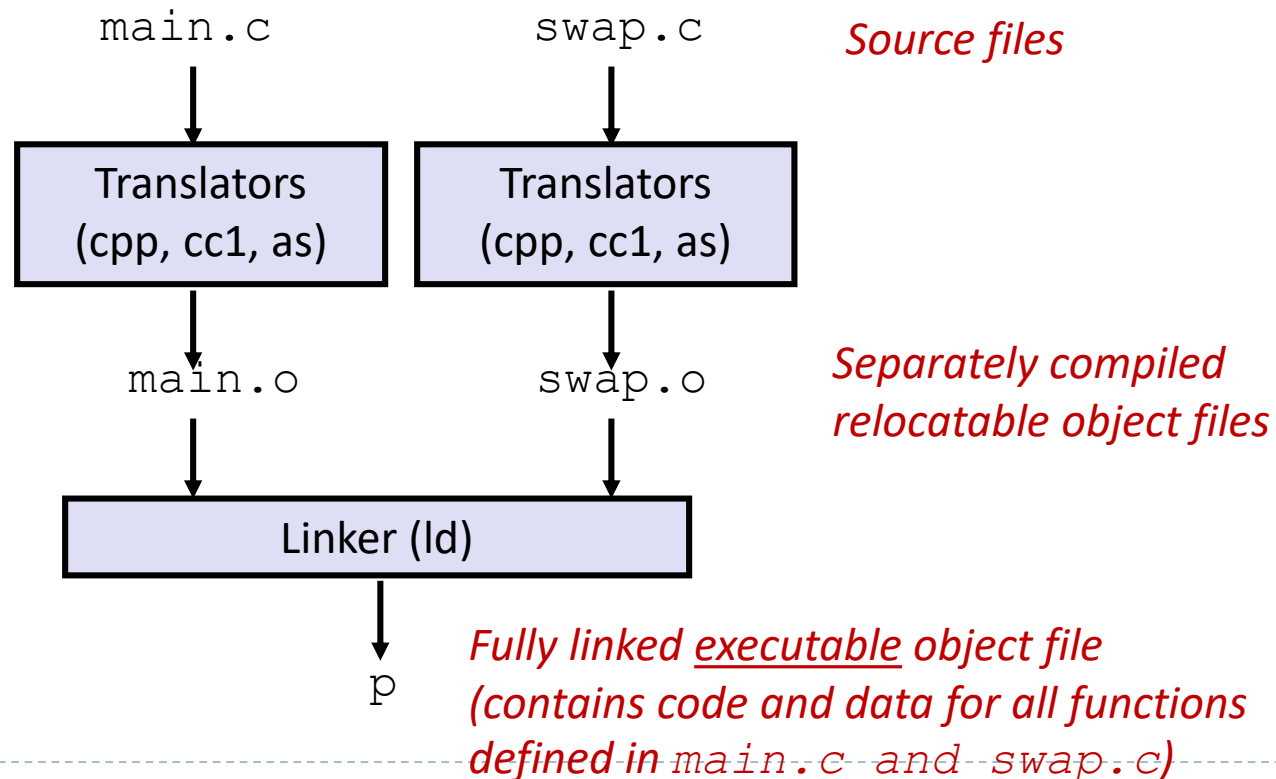 main.c
swap.c
Source files
Translators
(cpp, cc1, as)
Translators
(cpp, cc1, as)
main.o
swap.o
Separately compiled
relocatable object files
Linker (ld)
p
Fully linked executable object file
(contains code and data for all functions
defined in main.c and swap.c)